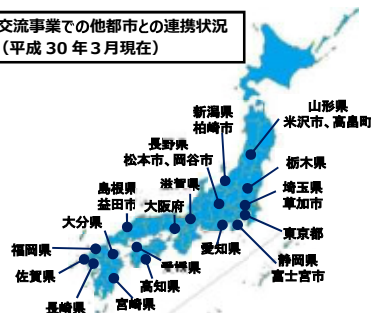 交流事業での他都市との連携状況
（平成 30 年３月現在）
山形県
米沢市、高畠町
新潟県
柏崎市
長野県
松本市、岡谷市
栃木県
滋賀県
埼玉県
草加市
島根県
益田市
大阪府
東京都
大分県
愛知県
静岡県
富士宮市
福岡県
愛媛県
佐賀県
高知県
長崎県
宮崎県